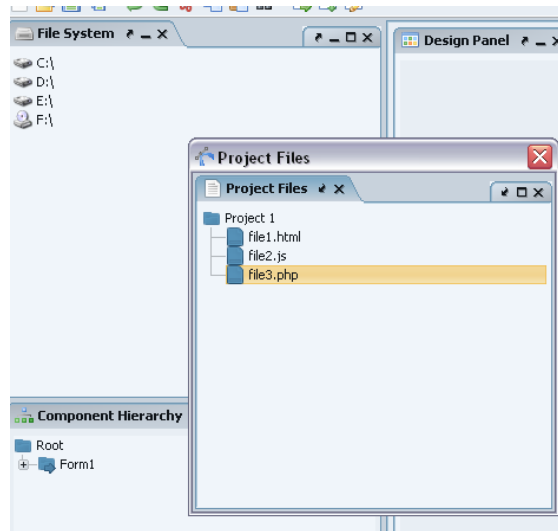 File System
Design Panel
C:\
D:\
E:\
F:\
Project Files
Project Files
Project 1
file1.html
file2.js
file3.php
Component Hierarchy
Root
Form1